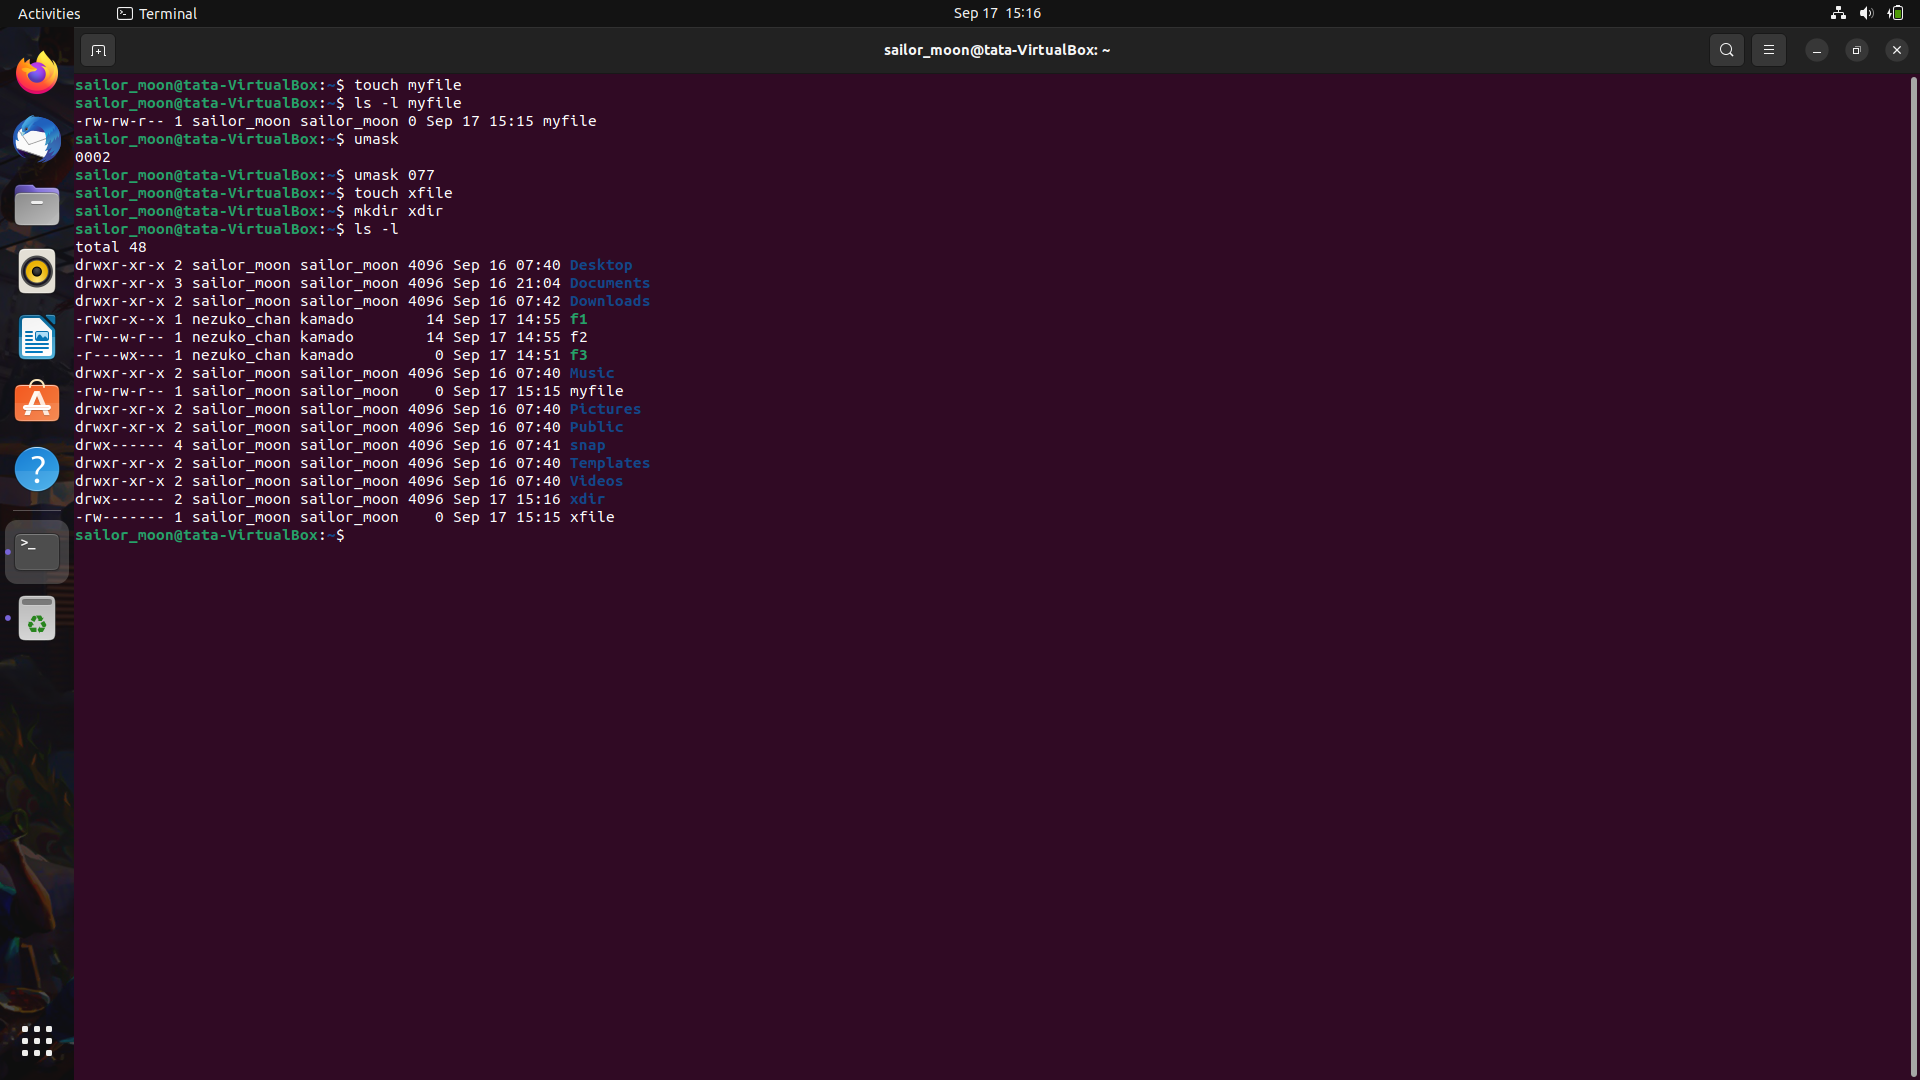 Activities Terminal Sep 17 15:16
sailor_moon@tata-VirtualBox: ~
sailor_moon@tata-VirtualBox:~$ touch myfile
sailor_moon@tata-VirtualBox:~$ ls -l myfile
-rw-rw-r-- 1 sailor_moon sailor_moon 0 Sep 17 15:15 myfile
sailor_moon@tata-VirtualBox:~$ umask
0002
sailor_moon@tata-VirtualBox:~$ umask 077
sailor_moon@tata-VirtualBox:~$ touch xfile
sailor_moon@tata-VirtualBox:~$ mkdir xdir
sailor_moon@tata-VirtualBox:~$ ls -l
total 48
drwxr-xr-x 2 sailor_moon sailor_moon 4096 Sep 16 07:40 Desktop
drwxr-xr-x 3 sailor_moon sailor_moon 4096 Sep 16 21:04 Documents
drwxr-xr-x 2 sailor_moon sailor_moon 4096 Sep 16 07:42 Downloads
-rwxr-x--x 1 nezuko_chan kamado        14 Sep 17 14:55 f1
-rw--w-r-- 1 nezuko_chan kamado        14 Sep 17 14:55 f2
-r---wx--- 1 nezuko_chan kamado         0 Sep 17 14:51 f3
drwxr-xr-x 2 sailor_moon sailor_moon 4096 Sep 16 07:40 Music
-rw-rw-r-- 1 sailor_moon sailor_moon    0 Sep 17 15:15 myfile
drwxr-xr-x 2 sailor_moon sailor_moon 4096 Sep 16 07:40 Pictures
drwxr-xr-x 2 sailor_moon sailor_moon 4096 Sep 16 07:40 Public
drwx------ 4 sailor_moon sailor_moon 4096 Sep 16 07:41 snap
drwxr-xr-x 2 sailor_moon sailor_moon 4096 Sep 16 07:40 Templates
drwxr-xr-x 2 sailor_moon sailor_moon 4096 Sep 16 07:40 Videos
drwx------ 2 sailor_moon sailor_moon 4096 Sep 17 15:16 xdir
-rw------- 1 sailor_moon sailor_moon    0 Sep 17 15:15 xfile
sailor_moon@tata-VirtualBox:~$